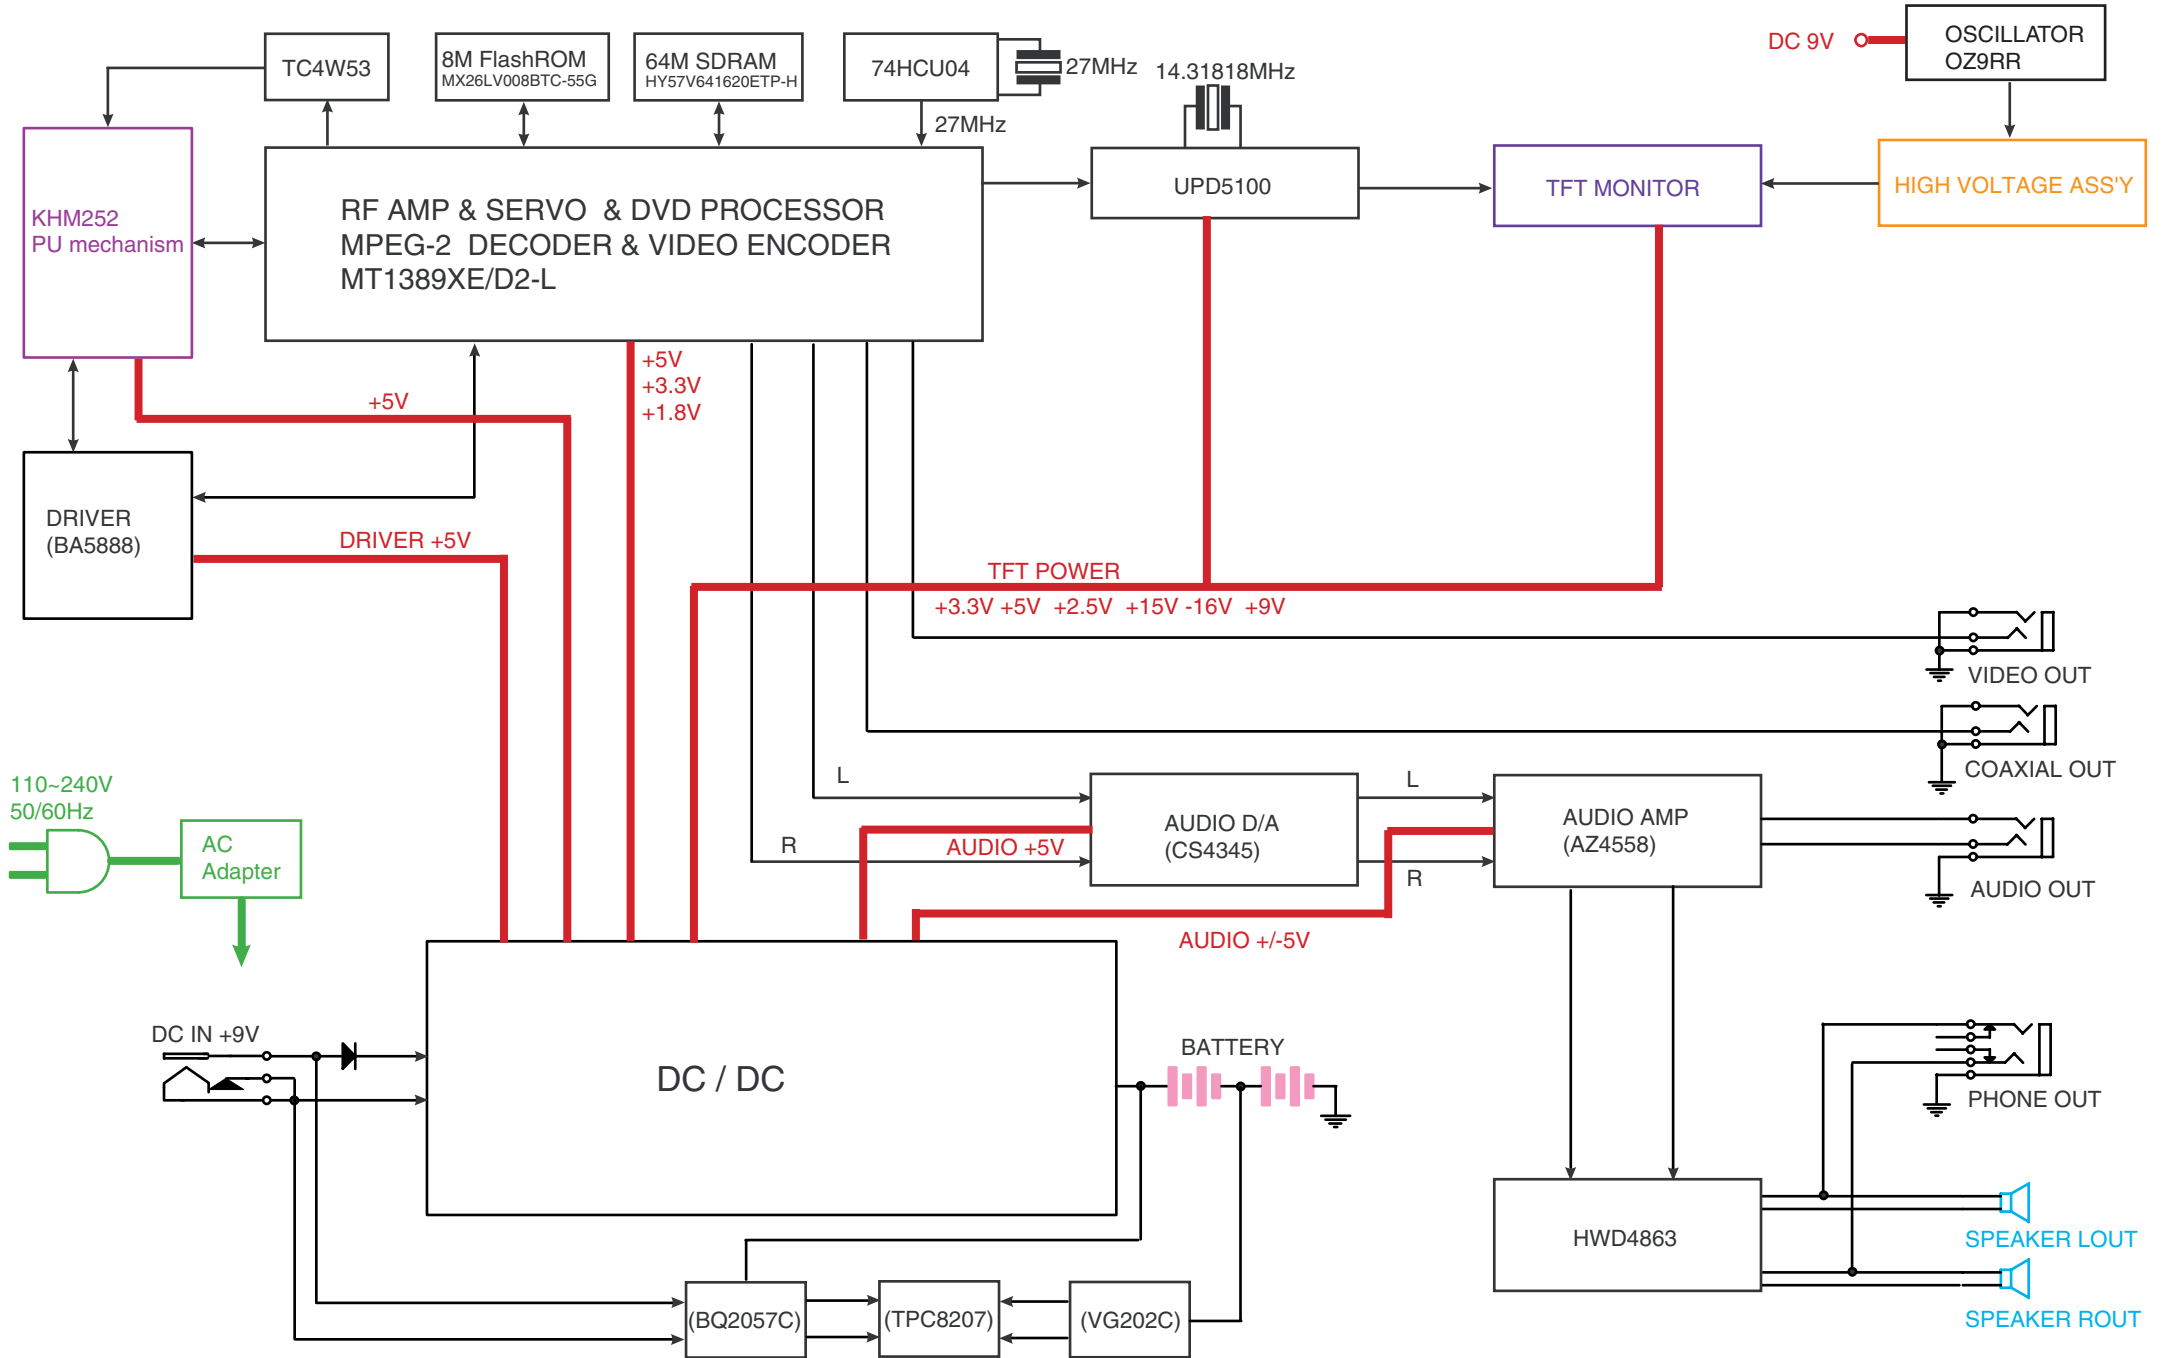 TC4W53
8M FlashROM
MX26LV008BTC-55G
64M SDRAM
HY57V641620ETP-H
74HCU04
27MHz
27MHz
14.31818MHz
DC 9V
OSCILLATOR
OZ9RR
KHM252
PU mechanism
RF AMP & SERVO & DVD PROCESSOR
MPEG-2 DECODER & VIDEO ENCODER
MT1389XE/D2-L
UPD5100
TFT MONITOR
HIGH VOLTAGE ASS'Y
+5V
+5V
+3.3V
+1.8V
DRIVER
(BA5888)
DRIVER +5V
TFT POWER
+3.3V +5V +2.5V +15V -16V +9V
VIDEO OUT
COAXIAL OUT
110~240V
50/60Hz
AC
Adapter
L
R
AUDIO +5V
AUDIO D/A
(CS4345)
L
R
AUDIO AMP
(AZ4558)
AUDIO OUT
AUDIO +/-5V
DC IN +9V
DC / DC
BATTERY
PHONE OUT
HWD4863
SPEAKER LOUT
SPEAKER ROUT
(BQ2057C)
(TPC8207)
(VG202C)